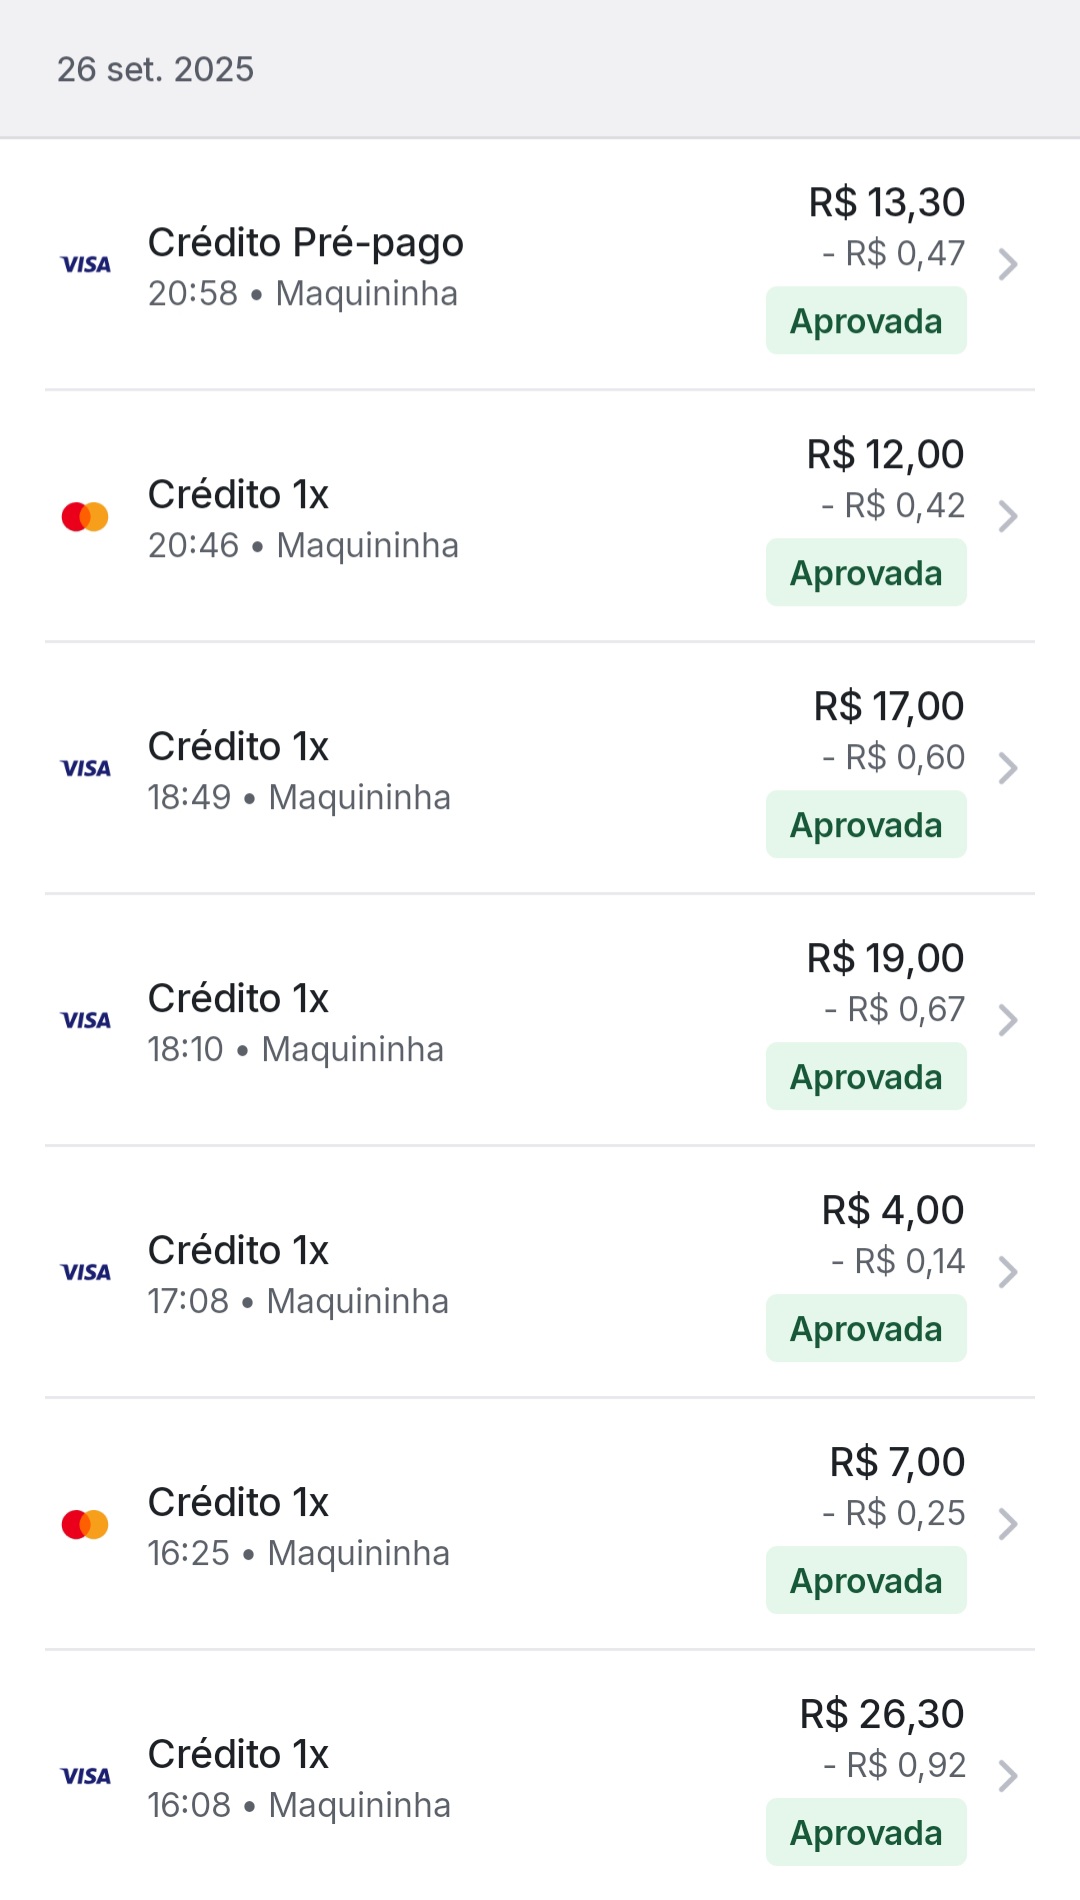 26 set. 2025
VISA
Crédito Pré-pago
20:58 • Maquininha
R$ 13,30
- R$ 0,47
Aprovada
Crédito 1x
20:46 • Maquininha
R$ 12,00
- R$ 0,42
Aprovada
VISA
Crédito 1x
18:49 • Maquininha
R$ 17,00
- R$ 0,60
Aprovada
VISA
Crédito 1x
18:10 • Maquininha
R$ 19,00
- R$ 0,67
Aprovada
VISA
Crédito 1x
17:08 • Maquininha
R$ 4,00
- R$ 0,14
Aprovada
Crédito 1x
16:25 • Maquininha
R$ 7,00
- R$ 0,25
Aprovada
VISA
Crédito 1x
16:08 • Maquininha
R$ 26,30
- R$ 0,92
Aprovada